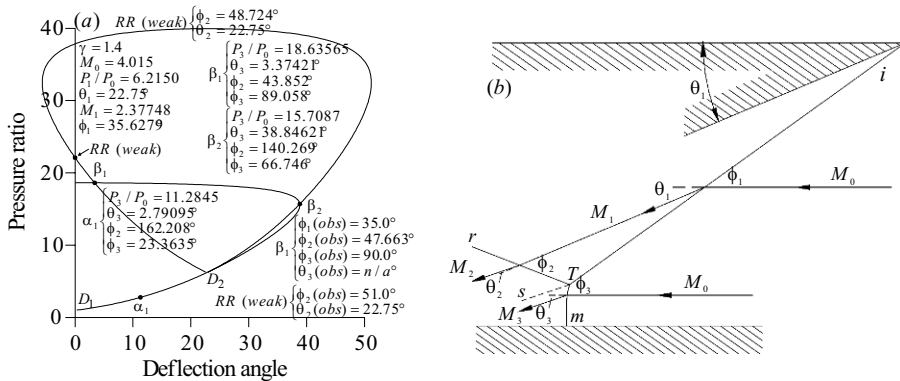 (a)
RR (weak) { ϕ₂ = 48.724°
θ₂ = 22.75°
γ = 1.4
M₀ = 4.015
P₁ / P₀ = 6.2150
θ₁ = 22.75°
M₁ = 2.37748
ϕ₁ = 35.6279°
β₁ { P₃ / P₀ = 18.63565
θ₃ = 3.37421°
ϕ₂ = 43.852°
ϕ₃ = 89.058°
β₂ { P₃ / P₀ = 15.7087
θ₃ = 38.84621°
ϕ₂ = 140.269°
ϕ₃ = 66.746°
RR (weak)
β₁
α₁ { P₃ / P₀ = 11.2845
θ₃ = 2.79095°
ϕ₂ = 162.208°
ϕ₃ = 23.3635°
β₂
β₁ { ϕ₁(obs) = 35.0°
ϕ₂(obs) = 47.663°
ϕ₃(obs) = 90.0°
θ₃(obs) = n / a°
RR (weak) { ϕ₂(obs) = 51.0°
θ₂(obs) = 22.75°
D₁
D₂
α₁
40
30
20
10
0
Pressure ratio
0 10 20 30 40 50
Deflection angle
(b)
θ₁
i
θ₁
ϕ₁
M₀
M₁
r
ϕ₂
M₂
θ₂
T
ϕ₃
s
M₀
M₃
θ₃
m